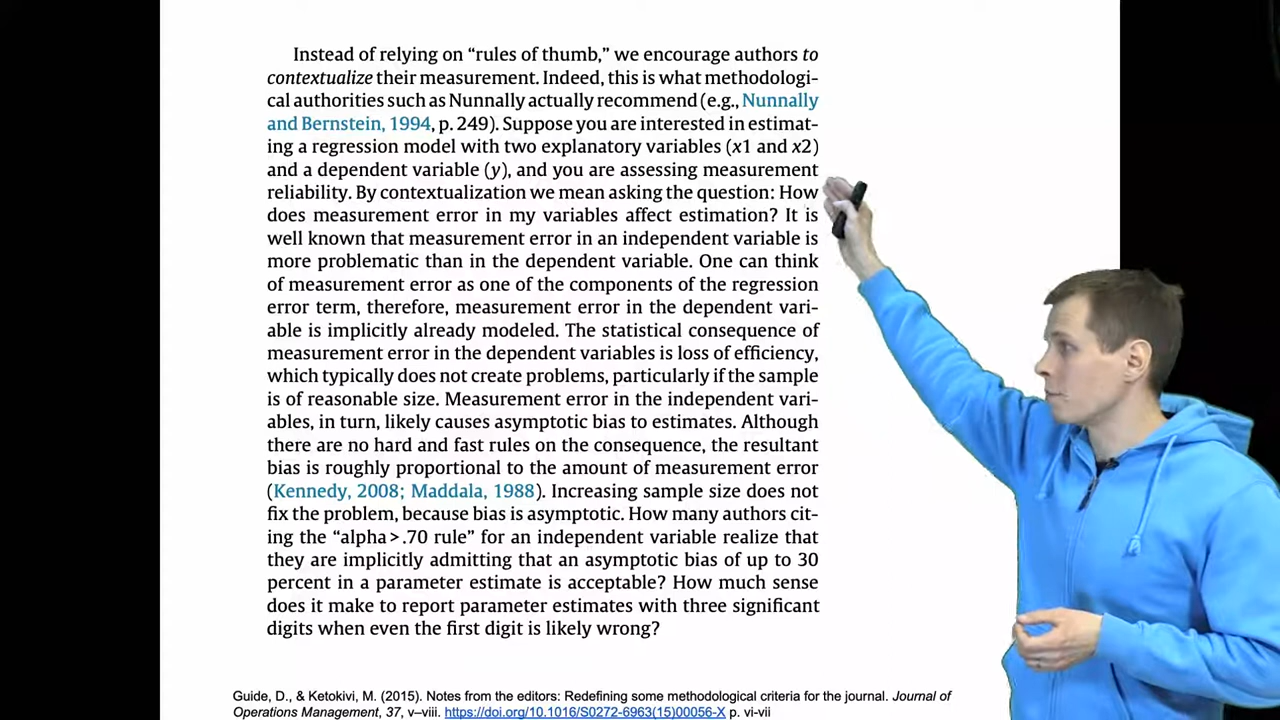 Instead of relying on “rules of thumb,” we encourage authors to
contextualize their measurement. Indeed, this is what methodologi-
cal authorities such as Nunnally actually recommend (e.g., Nunnally
and Bernstein, 1994, p. 249). Suppose you are interested in estimat-
ing a regression model with two explanatory variables (x1 and x2)
and a dependent variable (y), and you are assessing measurement
reliability. By contextualization we mean asking the question: How
does measurement error in my variables affect estimation? It is
well known that measurement error in an independent variable is
more problematic than in the dependent variable. One can think
of measurement error as one of the components of the regression
error term, therefore, measurement error in the dependent vari-
able is implicitly already modeled. The statistical consequence of
measurement error in the dependent variables is loss of efficiency,
which typically does not create problems, particularly if the sample
is of reasonable size. Measurement error in the independent vari-
ables, in turn, likely causes asymptotic bias to estimates. Although
there are no hard and fast rules on the consequence, the resultant
bias is roughly proportional to the amount of measurement error
(Kennedy, 2008; Maddala, 1988). Increasing sample size does not
fix the problem, because bias is asymptotic. How many authors cit-
ing the “alpha > .70 rule” for an independent variable realize that
they are implicitly admitting that an asymptotic bias of up to 30
percent in a parameter estimate is acceptable? How much sense
does it make to report parameter estimates with three significant
digits when even the first digit is likely wrong?
Guide, D., & Ketokivi, M. (2015). Notes from the editors: Redefining some methodological criteria for the journal. Journal of
Operations Management, 37, v–viii. https://doi.org/10.1016/S0272-6963(15)00056-X p. vi-vii